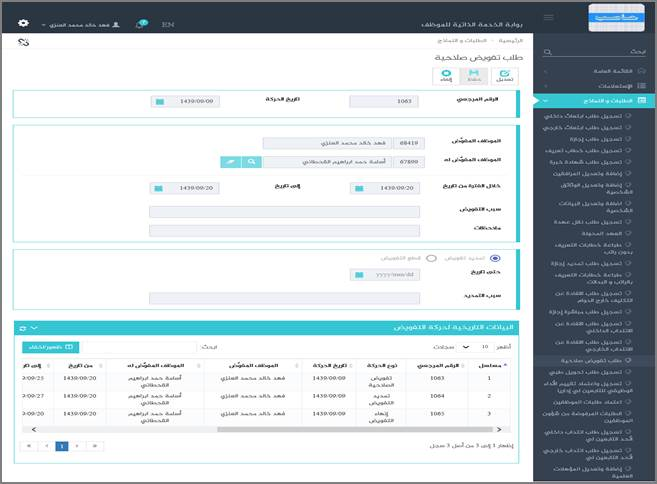 بوابة الخدمة الذاتية للموظف
EN
7
فهد خالد محمد العنزي
ابحث
القائمة العامة
الإستعلامات
الطلبات و النماذج
تسجيل طلب ابتعاث داخلي
تسجيل طلب ابتعاث خارجي
تسجيل طلب إجازة
تسجيل طلب خطاب تعريف
تسجيل طلب شهادة خبرة
إضافة وتعديل المرافقين
إضافة وتعديل الوثائق الشخصية
اضافة وتعديل البيانات الشخصية
تسجيل طلب نقل عهدة
العهد المحولة
طباعة خطابات التعريف بدون راتب
تسجيل طلب تمديد إجازة
طباعة خطابات التعريف بالراتب و البدلات
تسجيل طلب الافادة عن التكليف خارج الدوام
تسجيل طلب مباشرة إجازة
تسجيل طلب الافادة عن الانتداب الداخلي
تسجيل طلب الافادة عن الانتداب الخارجي
طلب تفويض صلاحية
تسجيل طلب تحويل طبي
تسجيل واعتماد تقييم الأداء الوظيفي للتابعين لي إداريا
اعتماد طلبات الموظفين
الطلبات المرفوضة من شؤون الموظفين
تسجيل طلب انتداب داخلي لأحد التابعين لي
تسجيل طلب انتداب خارجي لأحد التابعين لي
إضافة وتعديل المؤهلات العلمية
الرئيسية - الطلبات و النماذج
طلب تفويض صلاحية
تعديل حفظ إلغاء
الرقم المرجعي 1063 تاريخ الحركة 1439/09/09
الموظف المفوِّض 68419 فهد خالد محمد العنزي
الموظف المفوَّض له 67899 أسامة حمد ابراهيم القحطاني
خلال الفترة من تاريخ 1439/09/20 إلى تاريخ 1439/09/20
سبب التفويض
ملاحظات
تمديد تفويض قطع التفويض
حتى تاريخ yyyy/mm/dd
سبب التمديد
البيانات التاريخية لحركة التفويض
أظهر 10 سجلات ابحث: إظهار/إخفاء
مسلسل الرقم المرجعي نوع الحركة تاريخ الحركة الموظف المفوِّض الموظف المفوَّض له من تاريخ إلى تار
1 1063 تفويض الصلاحية 1439/09/09 فهد خالد محمد العنزي أسامة حمد ابراهيم القحطاني 1439/09/20 9/09/25
2 1064 تمديد التفويض 1439/09/09 فهد خالد محمد العنزي أسامة حمد ابراهيم القحطاني 1439/09/20 9/09/27
3 1065 إنهاء التفويض 1439/09/09 فهد خالد محمد العنزي أسامة حمد ابراهيم القحطاني 1439/09/20 9/09/20
إظهار 1 إلى 3 من أصل 3 سجل
1